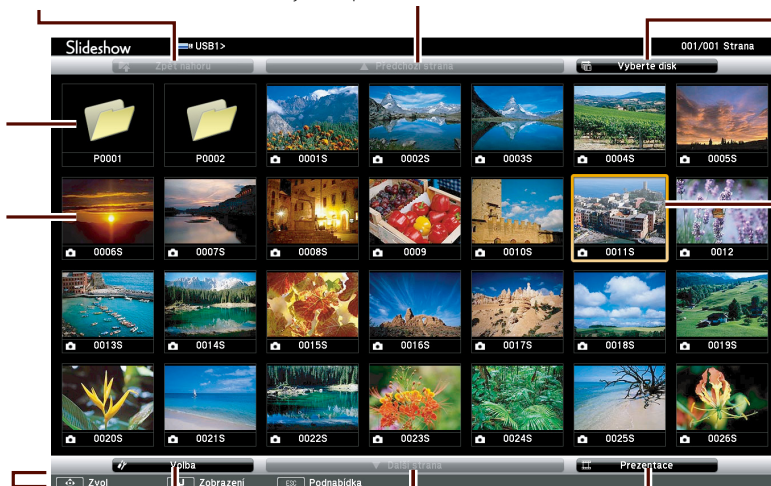 Slideshow USB1> 001/001 Strana
Zpět nahoru Předchozí strana Vyberte disk
P0001 P0002 0001S 0002S 0003S 0004S 0005S
0006S 0007S 0008S 0009 0010S 0011S 0012
0013S 0014S 0015S 0016S 0017S 0018S 0019S
0020S 0021S 0022S 0023S 0024S 0025S 0026S
Volba Další strana Prezentace
Zvol Zobrazení ESC Podnabídka